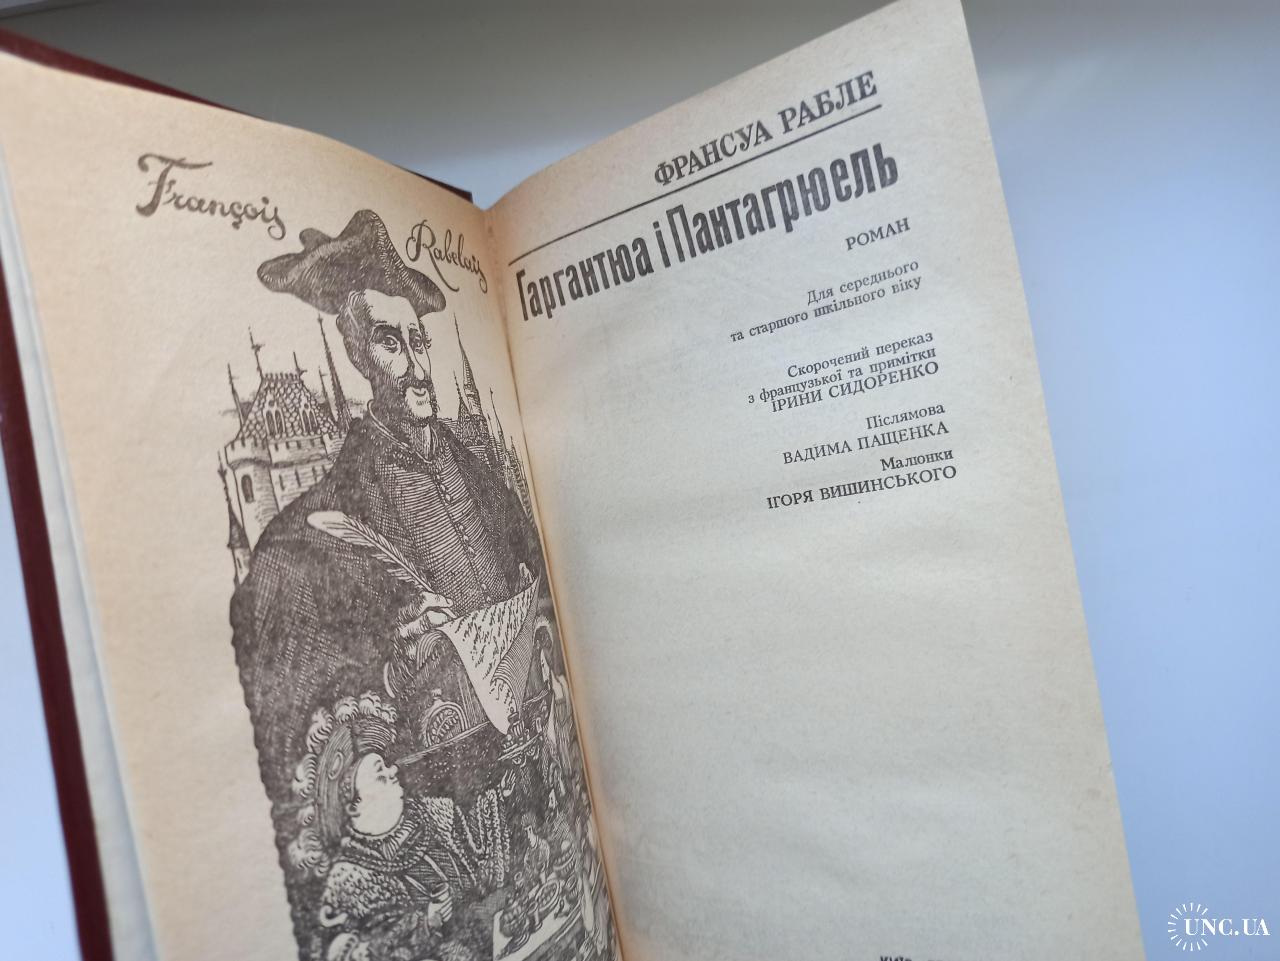 François
Rabelais
ФРАНСУА РАБЛЕ
Гаргантюа і Пантагрюель
РОМАН
Для середнього
та старшого шкільного віку
Скорочений переказ
з французької та примітки
ІРИНИ СИДОРЕНКО
Післямова
ВАДИМА ПАЩЕНКА
Малюнки
ІГОРЯ ВИШИНСЬКОГО
UNC.UA